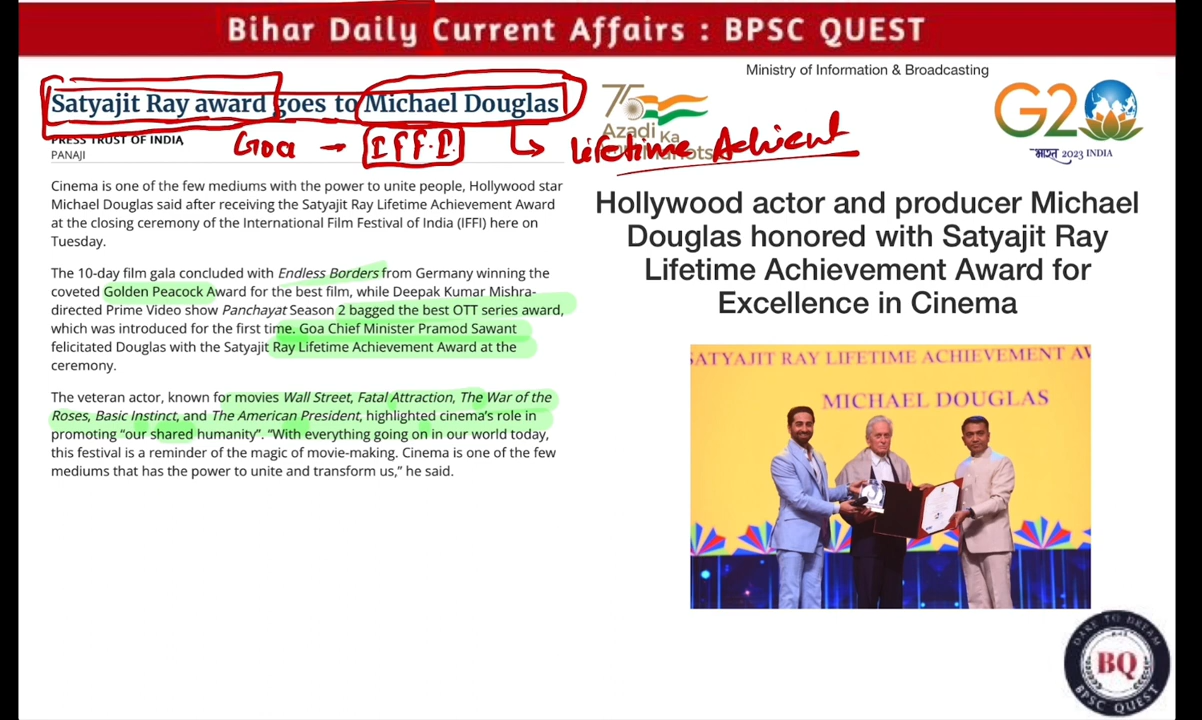 Bihar Daily Current Affairs : BPSC QUEST
Satyajit Ray award goes to Michael Douglas
PRESS TRUST OF INDIA,
PANAJI
Goa → I.F.F.I.
Lifetime Achient
Cinema is one of the few mediums with the power to unite people, Hollywood star
Michael Douglas said after receiving the Satyajit Ray Lifetime Achievement Award
at the closing ceremony of the International Film Festival of India (IFFI) here on
Tuesday.
The 10-day film gala concluded with Endless Borders from Germany winning the
coveted Golden Peacock Award for the best film, while Deepak Kumar Mishra-
directed Prime Video show Panchayat Season 2 bagged the best OTT series award,
which was introduced for the first time. Goa Chief Minister Pramod Sawant
felicitated Douglas with the Satyajit Ray Lifetime Achievement Award at the
ceremony.
The veteran actor, known for movies Wall Street, Fatal Attraction, The War of the
Roses, Basic Instinct, and The American President, highlighted cinema's role in
promoting “our shared humanity”. “With everything going on in our world today,
this festival is a reminder of the magic of movie-making. Cinema is one of the few
mediums that has the power to unite and transform us,” he said.
Ministry of Information & Broadcasting
75
Azadi Ka
G20
भारत 2023 INDIA
Hollywood actor and producer Michael
Douglas honored with Satyajit Ray
Lifetime Achievement Award for
Excellence in Cinema
SATYAJIT RAY LIFETIME ACHIEVEMENT AW
MICHAEL DOUGLAS
DARE TO DREAM
BQ
BPSC QUEST